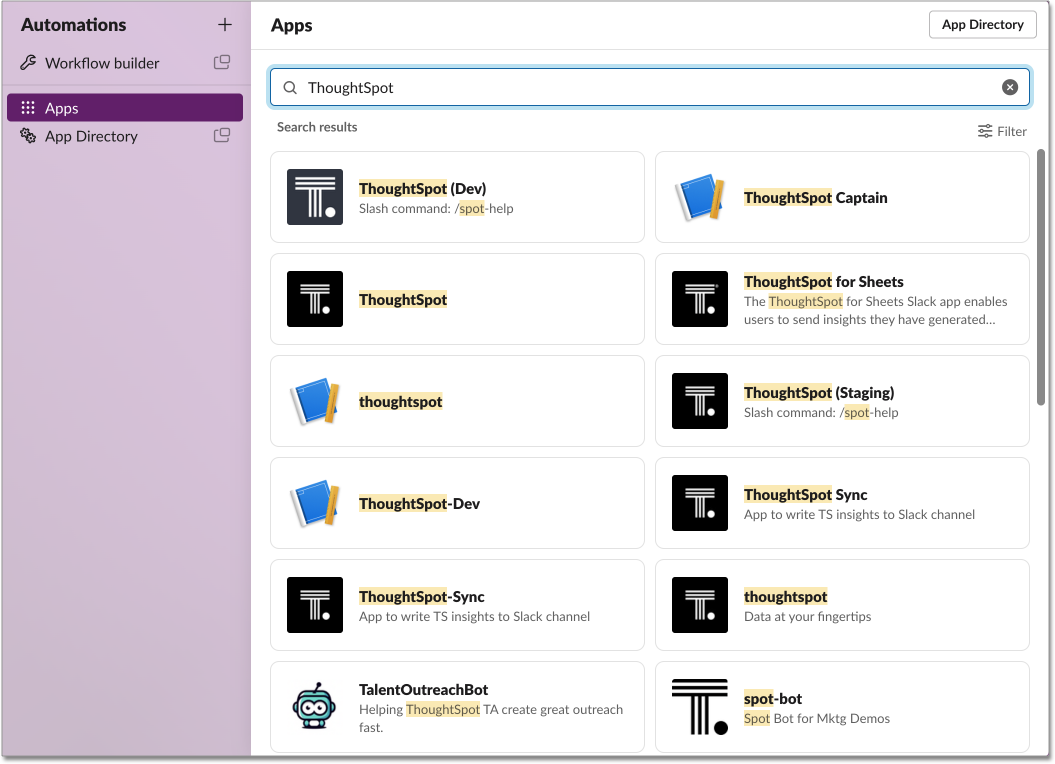 Automations
Workflow builder
Apps
App Directory
Apps
App Directory
ThoughtSpot
Search results
Filter
ThoughtSpot (Dev)
Slash command: /spot-help
ThoughtSpot Captain
ThoughtSpot
ThoughtSpot for Sheets
The ThoughtSpot for Sheets Slack app enables
users to send insights they have generated...
thoughtspot
ThoughtSpot (Staging)
Slash command: /spot-help
ThoughtSpot-Dev
ThoughtSpot Sync
App to write TS insights to Slack channel
ThoughtSpot-Sync
App to write TS insights to Slack channel
thoughtspot
Data at your fingertips
TalentOutreachBot
Helping ThoughtSpot TA create great outreach
fast.
spot-bot
Spot Bot for Mktg Demos